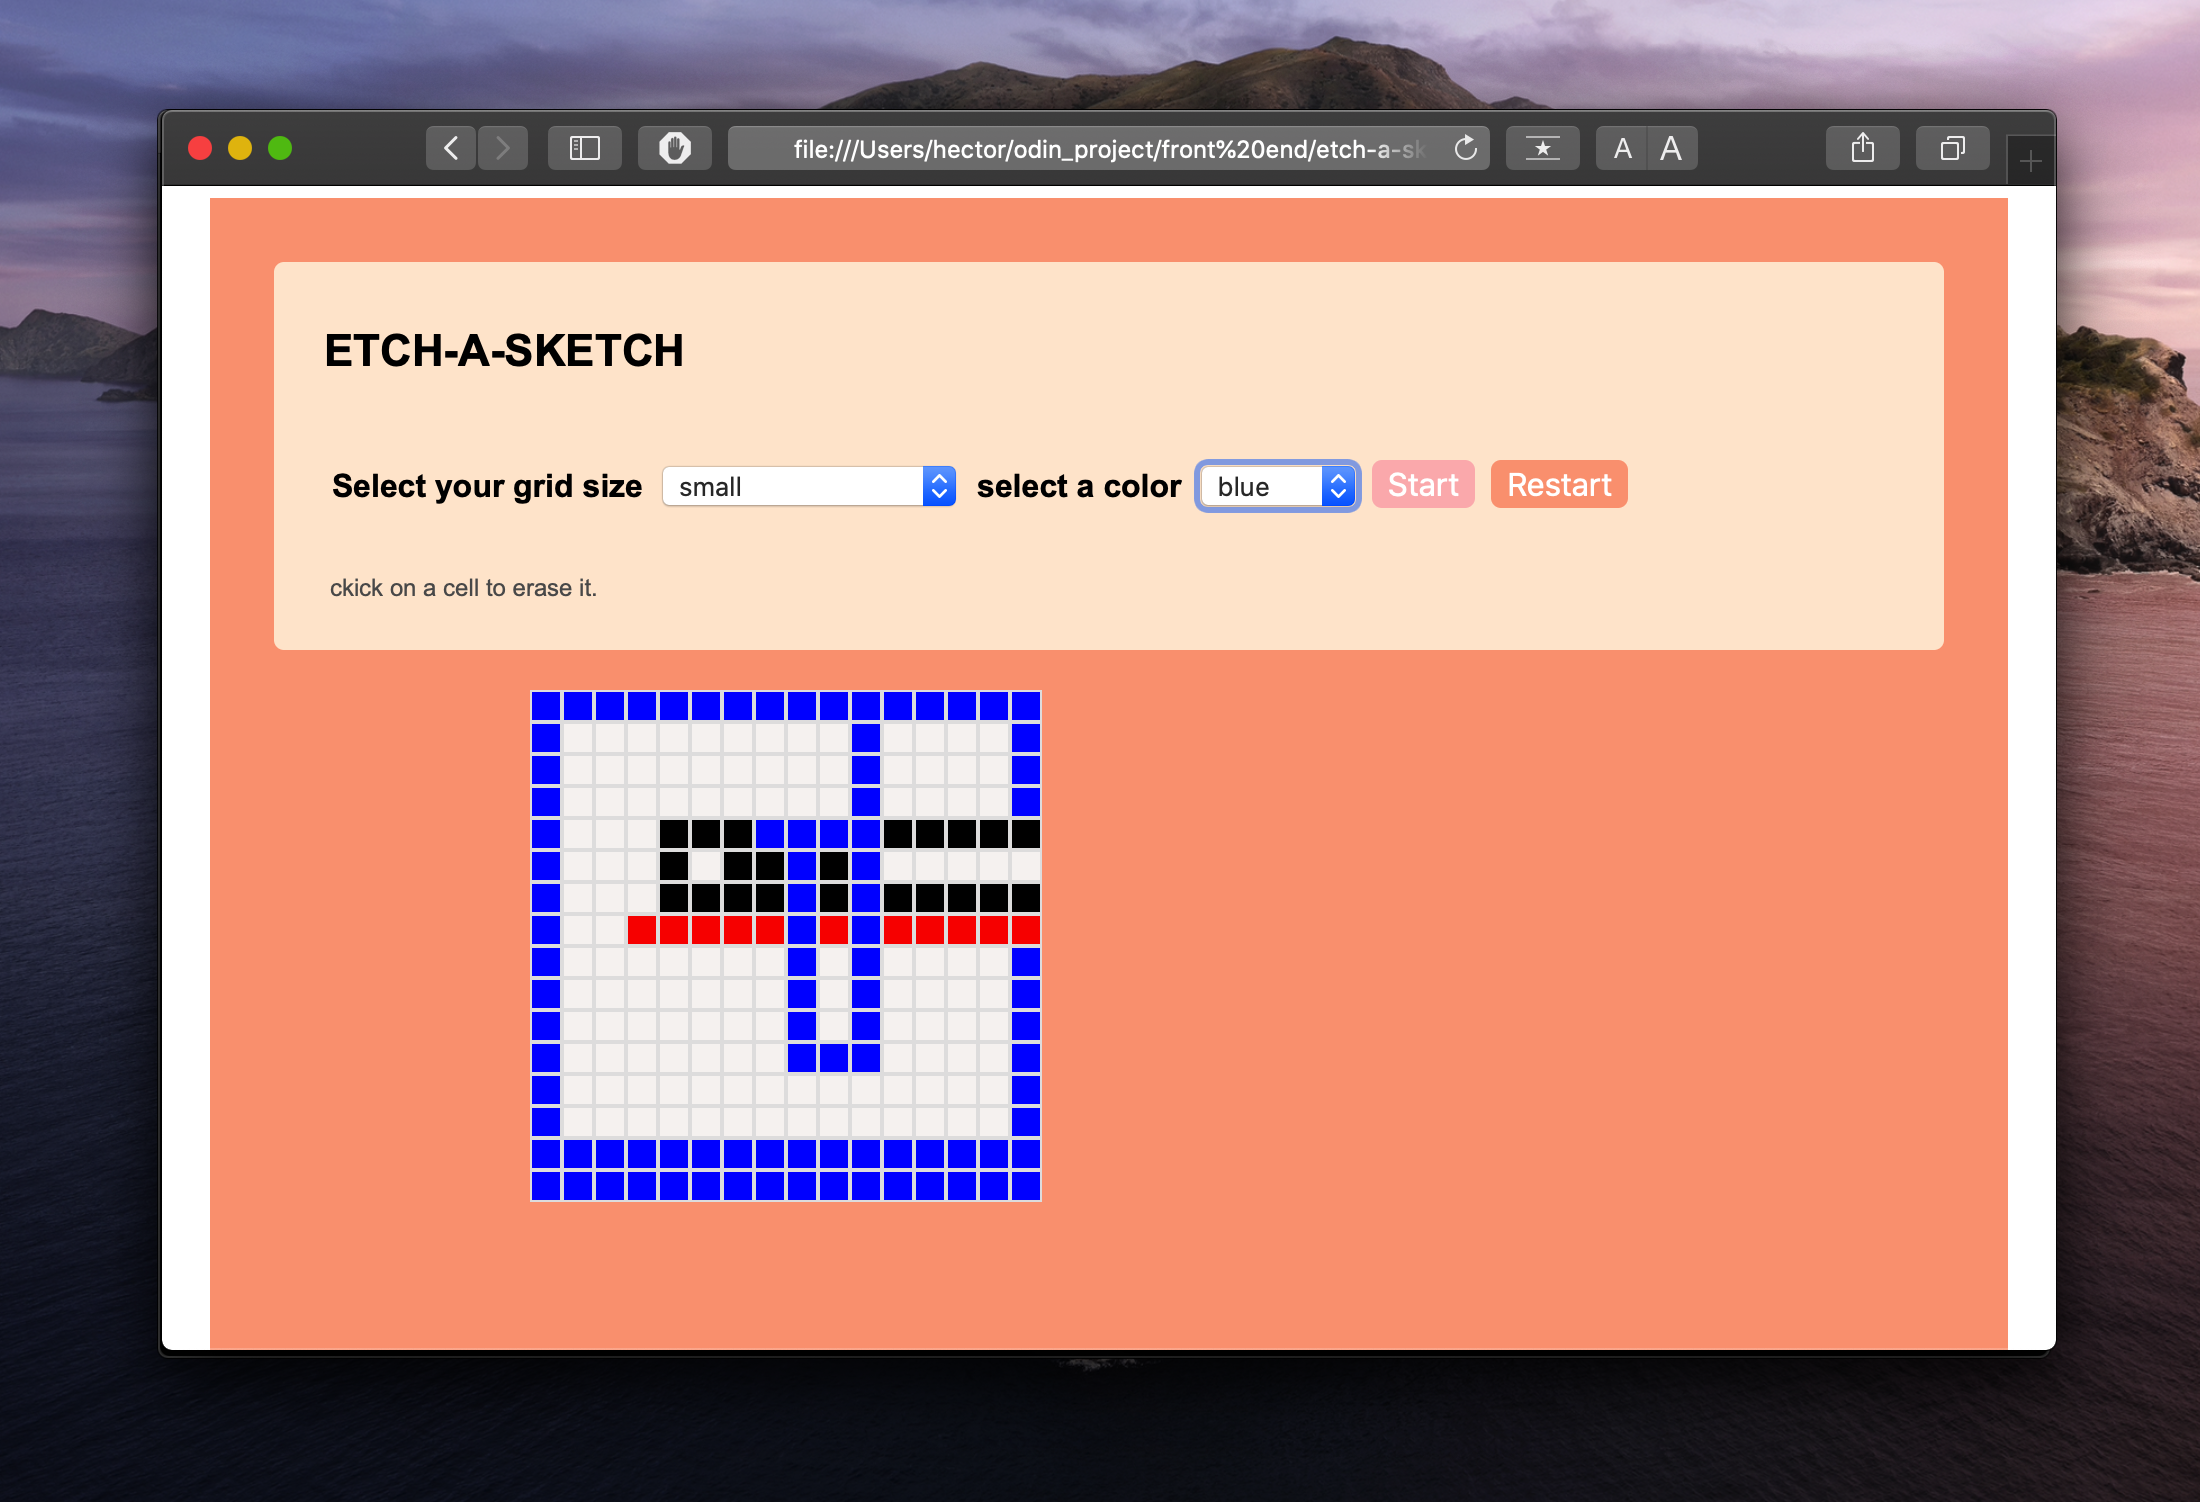 file:///Users/hector/odin_project/front%20end/etch-a-sk
A A
ETCH-A-SKETCH
Select your grid size small select a color blue Start Restart
ckick on a cell to erase it.